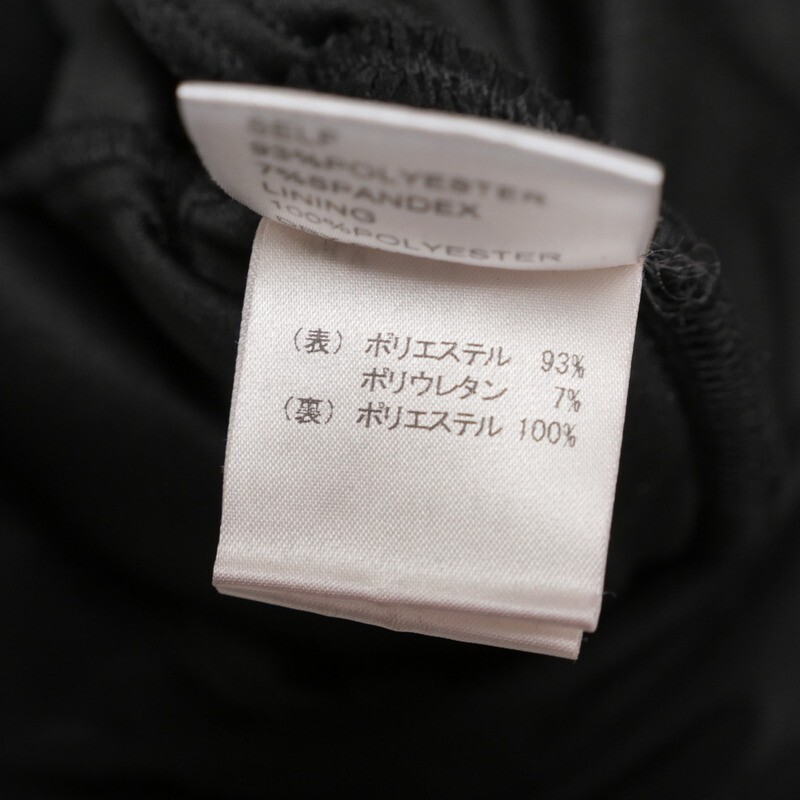 SELF
93%POLYESTER
7%SPANDEX
LINING
100%POLYESTER
（表） ポリエステル 93%
ポリウレタン 7%
（裏） ポリエステル 100%